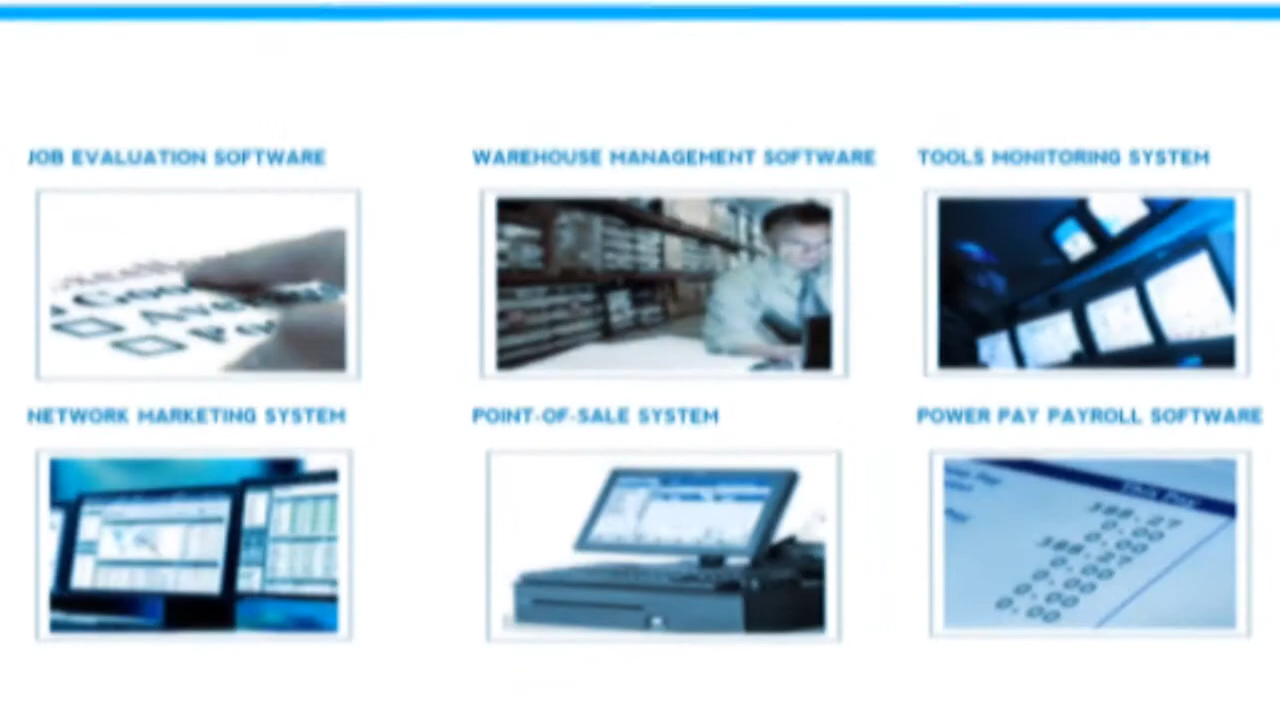 JOB EVALUATION SOFTWARE
WAREHOUSE MANAGEMENT SOFTWARE
TOOLS MONITORING SYSTEM
NETWORK MARKETING SYSTEM
POINT-OF-SALE SYSTEM
POWER PAY PAYROLL SOFTWARE